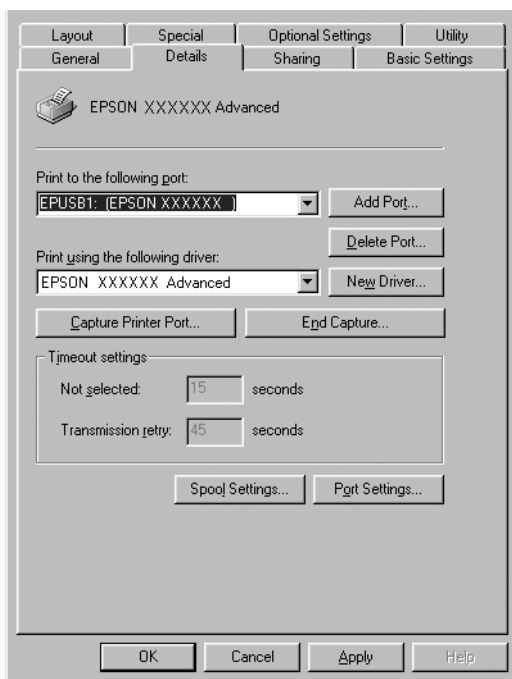 Layout Special Optional Settings Utility
General Details Sharing Basic Settings
EPSON XXXXXX Advanced
Print to the following port:
EPUSB1: (EPSON XXXXXX )
Add Port...
Delete Port...
Print using the following driver:
EPSON XXXXXX Advanced
New Driver...
Capture Printer Port... End Capture...
Timeout settings
Not selected: 15 seconds
Transmission retry: 45 seconds
Spool Settings... Port Settings...
OK Cancel Apply Help